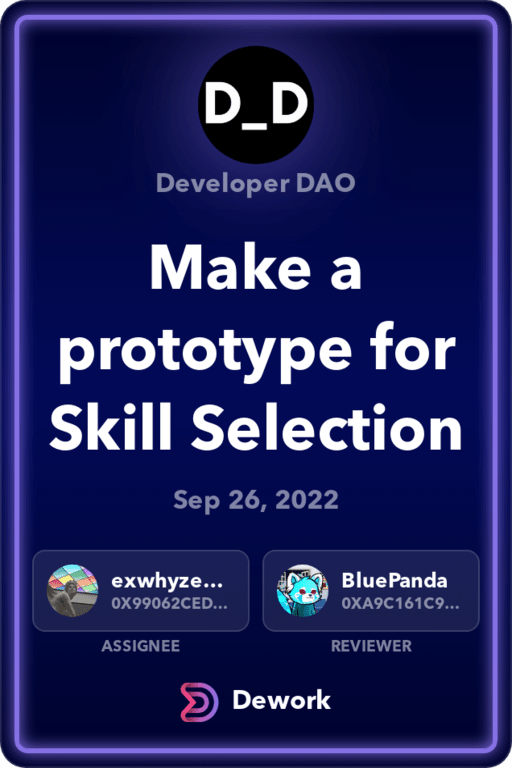 D_D
Developer DAO
Make a
prototype for
Skill Selection
Sep 26, 2022
exwhyze... BluePanda
0X99062CED... 0XA9C161C9...
ASSIGNEE REVIEWER
Dework